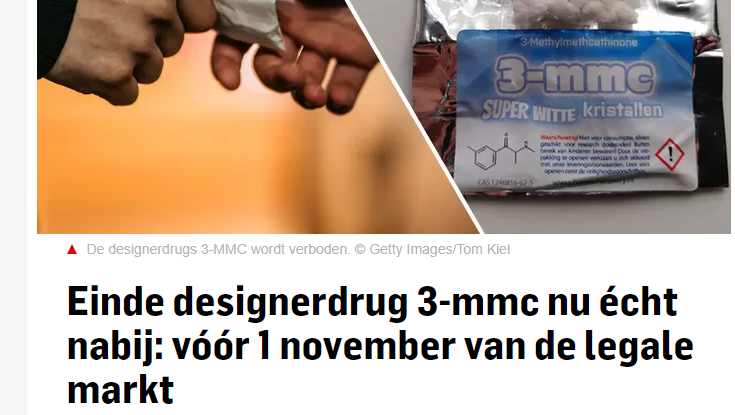 3-Methylmethcathinone
3-mmc
SUPER WITTE kristallen
Waarschuwing! Niet voor consumptie, alleen
geschikt voor research doeleinden! Buiten
bereik van kinderen bewaren! Door de ver-
pakking te openen verklaart u zich akkoord
met onze leveringsvoorwaarden. Lees voor
openen eerst de veiligheidsvoorschriften.
CAS 1246816-62-5
▲ De designerdrugs 3-MMC wordt verboden. © Getty Images/Tom Kiel
Einde designerdrug 3-mmc nu écht
nabij: vóór 1 november van de legale
markt